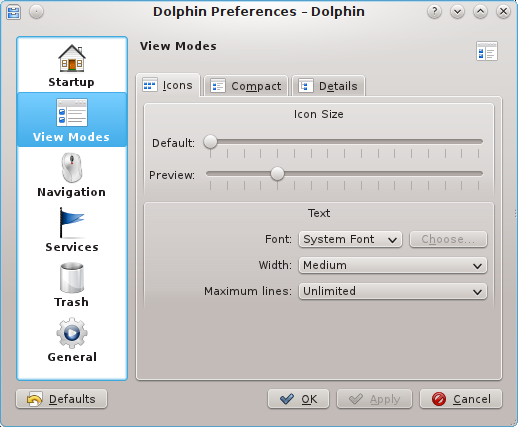 Dolphin Preferences – Dolphin
Startup
View Modes
Navigation
Services
Trash
General
View Modes
Icons
Compact
Details
Icon Size
Default:
Preview:
Text
Font: System Font Choose...
Width: Medium
Maximum lines: Unlimited
Defaults
OK
Apply
Cancel